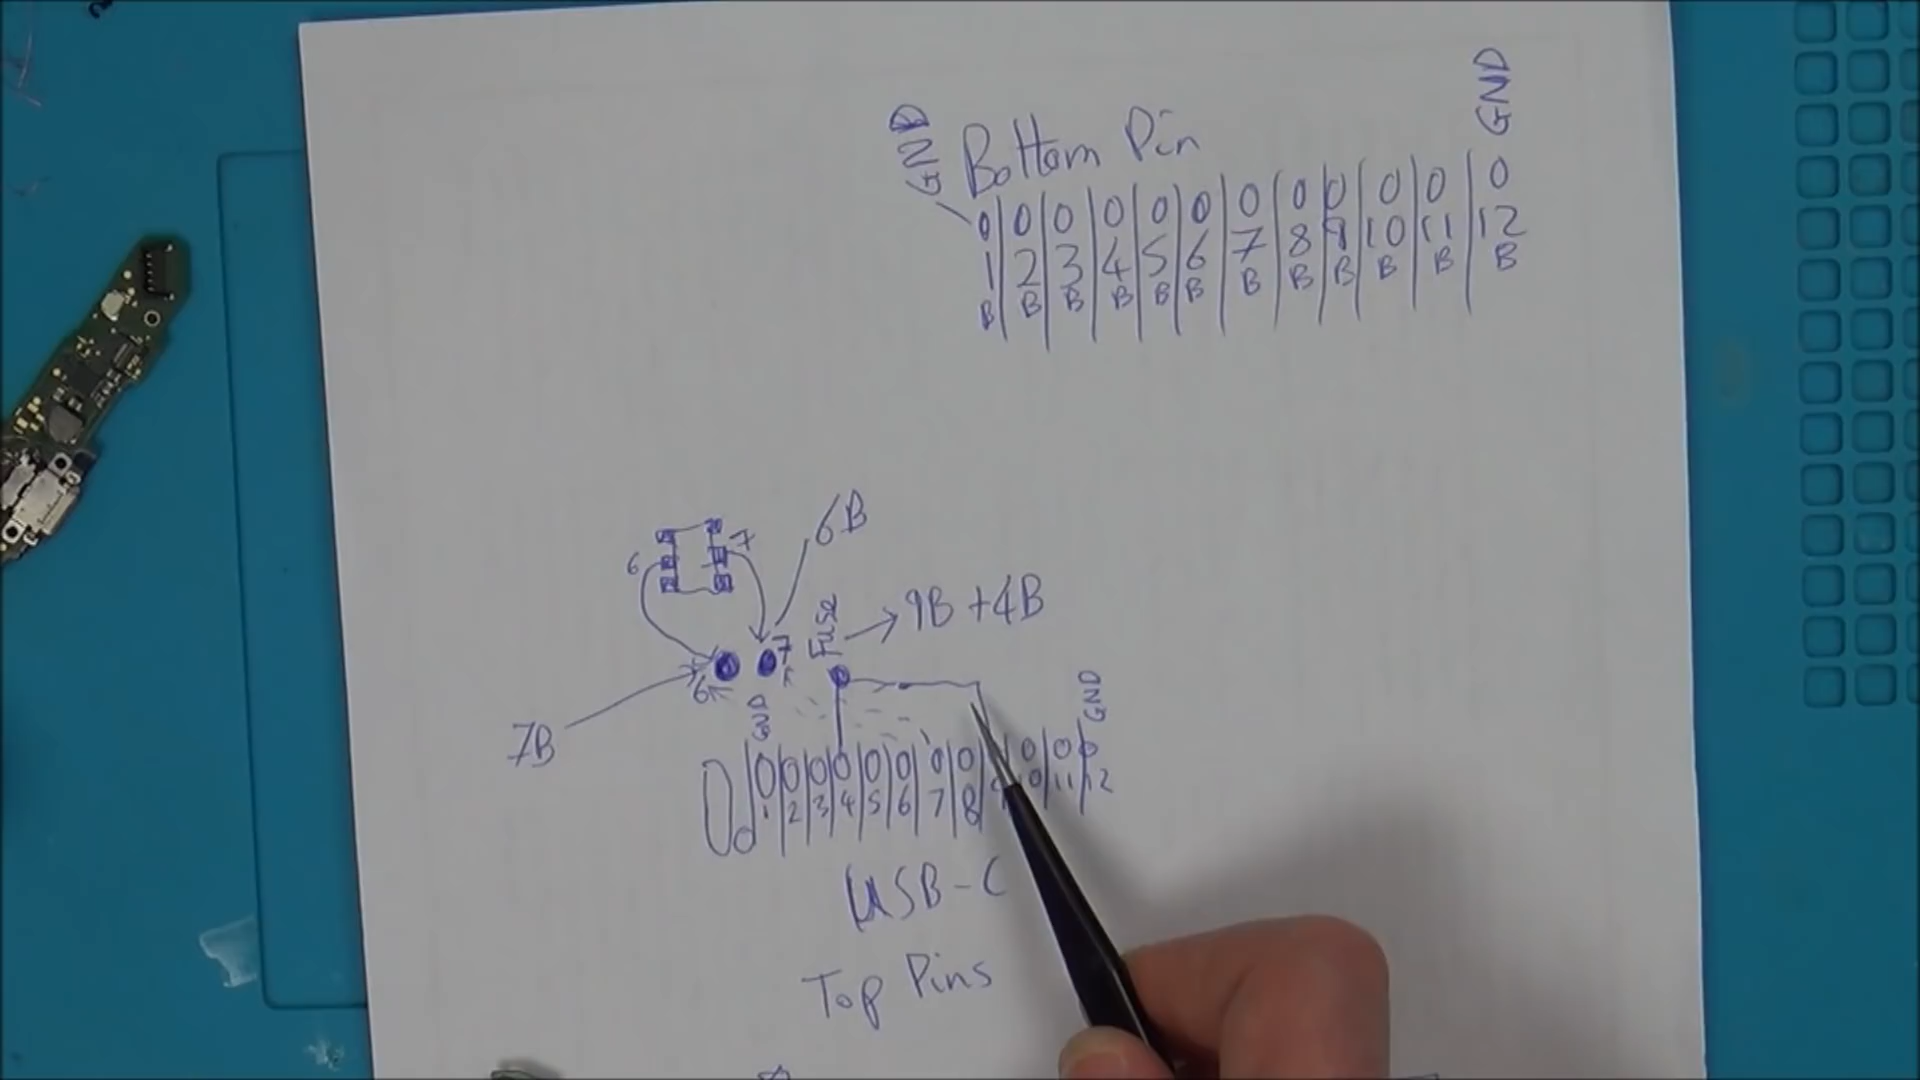 GND
GND
Bottom Pin
0 0 0 0 0 0 0 0 0 0 0 0
1 2 3 4 5 6 7 8 9 10 11 12
B B B B B B B B B B B B
6B
7
6
Fuse
9B + 4B
7
6
GND
GND
7B
0 0 0 0 0 0 0 0 0 0 0
1 2 3 4 5 6 7 8 10 11 12
USB-C
Top Pins